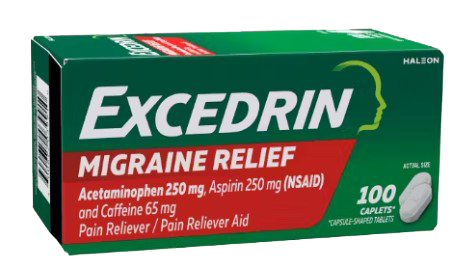 HALEON
EXCEDRIN
MIGRAINE RELIEF
Acetaminophen 250 mg, Aspirin 250 mg (NSAID)
and Caffeine 65 mg
Pain Reliever / Pain Reliever Aid
ACTUAL SIZE
100
CAPLETS*
*CAPSULE-SHAPED TABLETS